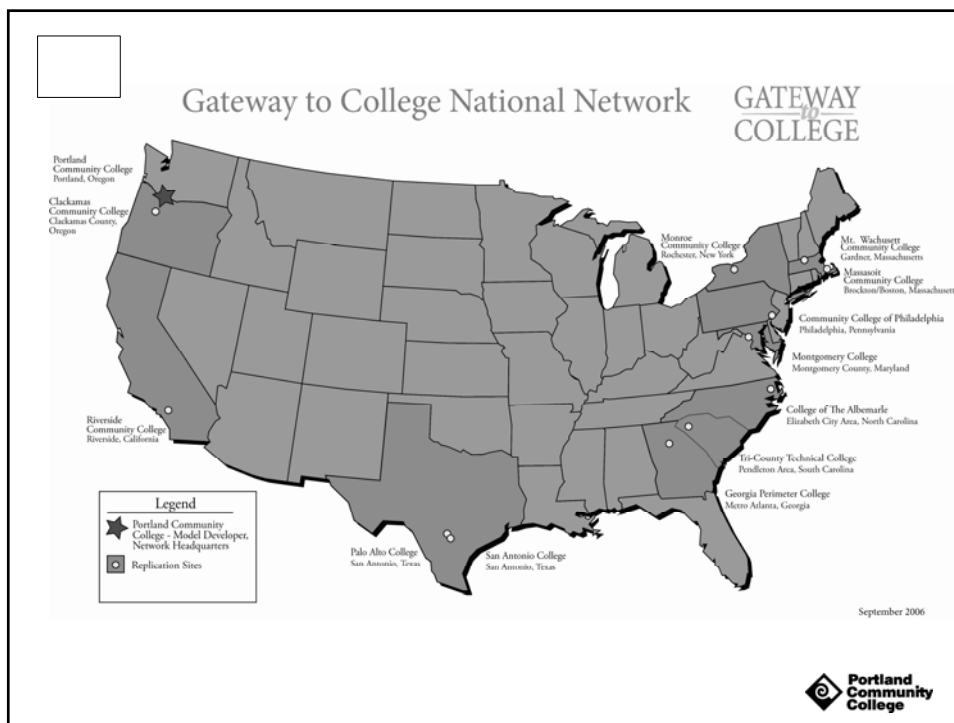 Gateway to College National Network
GATEWAY
to
COLLEGE
Portland
Community College
Portland, Oregon
Clackamas
Community College
Clackamas County,
Oregon
Monroe
Community College
Rochester, New York
Mt. Wachusett
Community College
Gardner, Massachusetts
Massasoit
Community College
Brockton/Boston, Massachusett
Community College of Philadelphia
Philadelphia, Pennsylvania
Montgomery College
Montgomery County, Maryland
College of The Albemarle
Elizabeth City Area, North Carolina
Tri-County Technical College
Pendleton Area, South Carolina
Georgia Perimeter College
Metro Atlanta, Georgia
Riverside
Community College
Riverside, California
Palo Alto College
San Antonio, Texas
San Antonio College
San Antonio, Texas
Legend
Portland Community
College - Model Developer,
Network Headquarters
Replication Sites
September 2006
Portland
Community
College